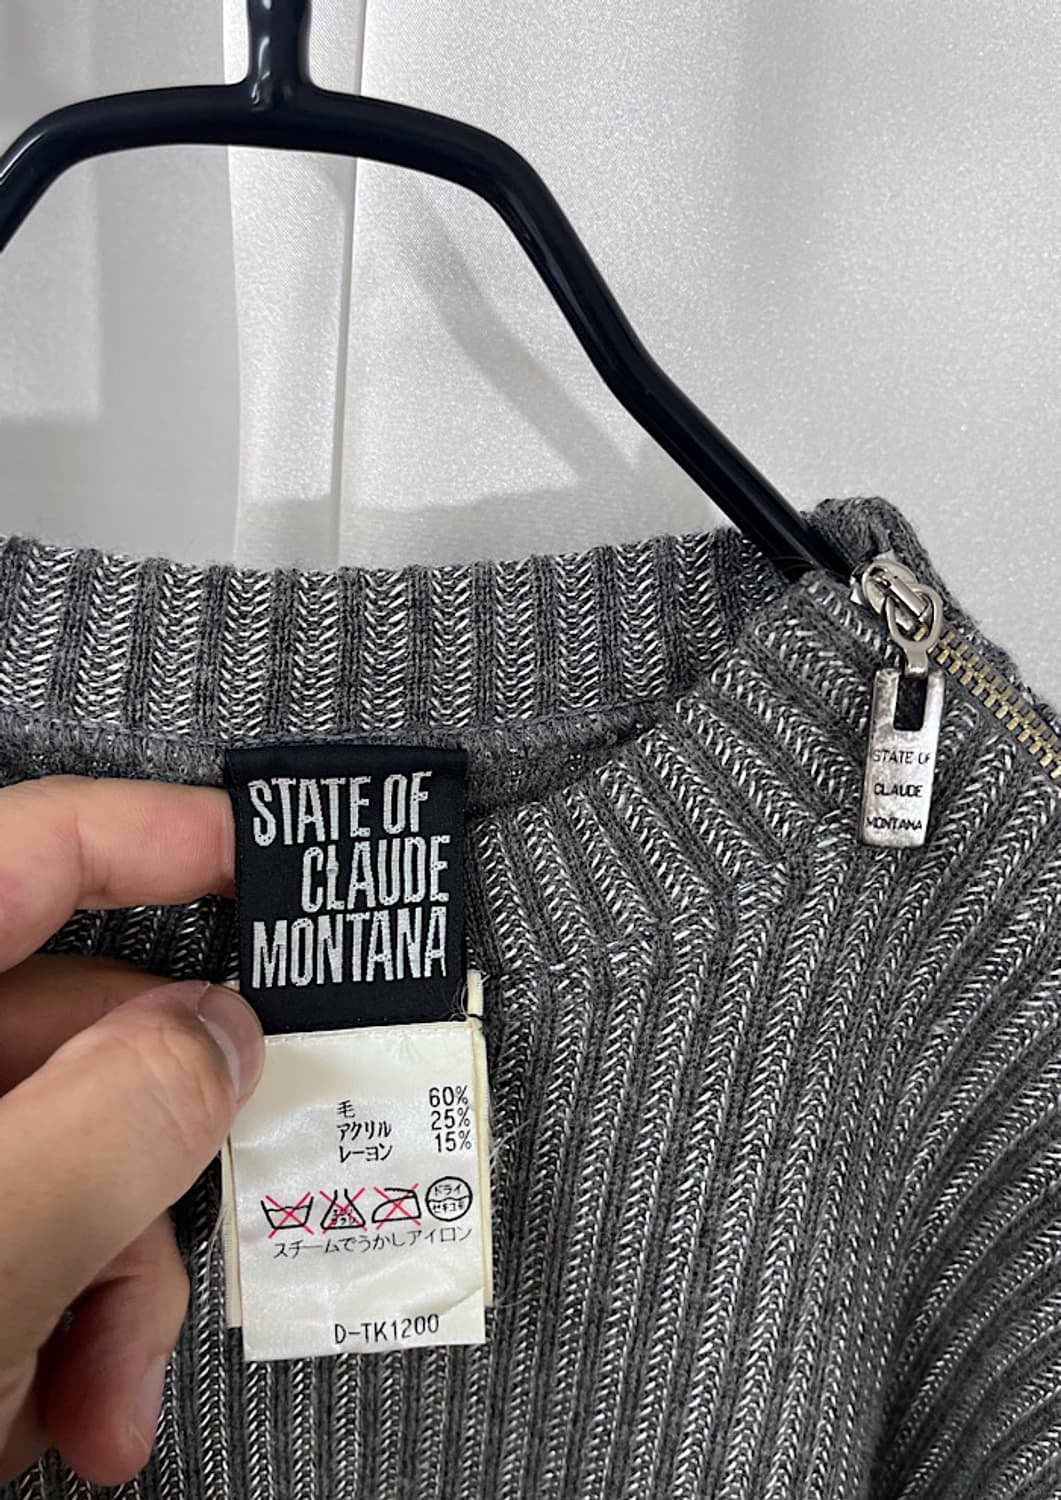 STATE OF
CLAUDE
MONTANA
STATE OF
CLAUDE
MONTANA
毛 60%
アクリル 25%
レーヨン 15%
ドライ
セキユ系
スチームでうかしアイロン
D-TK1200